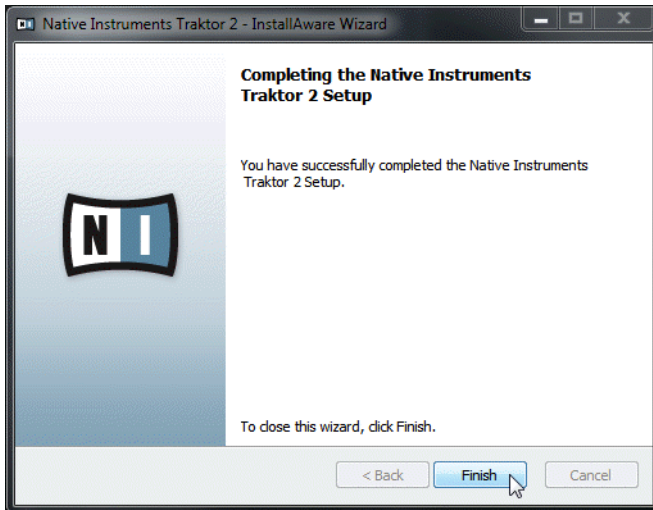 Native Instruments Traktor 2 - InstallAware Wizard
Completing the Native Instruments
Traktor 2 Setup
You have successfully completed the Native Instruments
Traktor 2 Setup.
NI
To close this wizard, click Finish.
< Back Finish Cancel